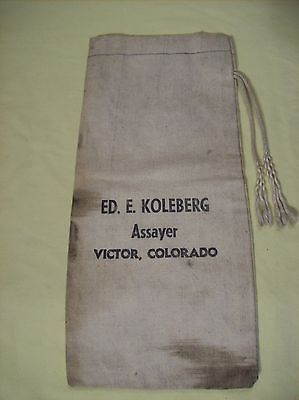 ED. E. KOLEBERG
Assayer
VICTOR, COLORADO